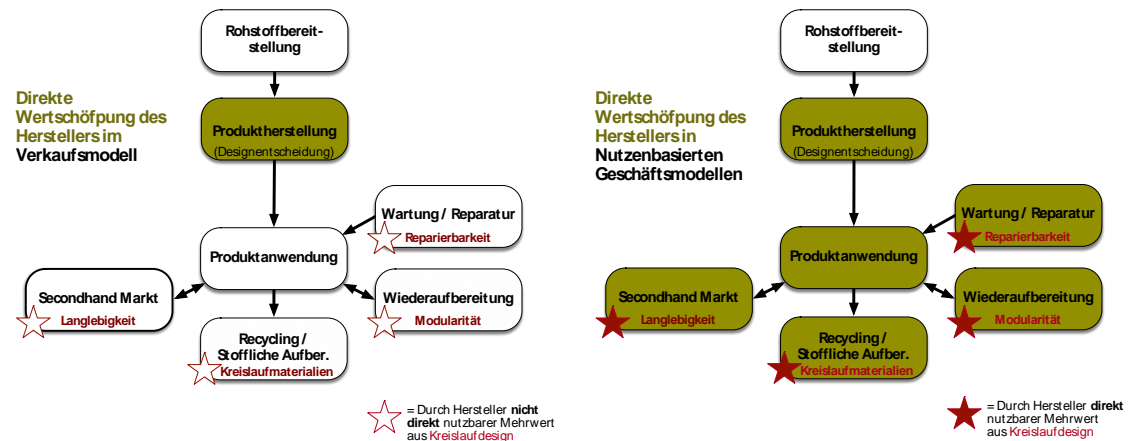 Rohstoffbereit-
stellung
Direkte
Wertschöfpung des
Herstellers im
Verkaufsmodell
Produktherstellung
(Designentscheidung)
Wartung / Reparatur
Reparierbarkeit
Produktanwendung
Secondhand Markt
Langlebigkeit
Wiederaufbereitung
Modularität
Recycling /
Stoffliche Aufber.
Kreislaufmaterialien
= Durch Hersteller nicht
direkt nutzbarer Mehrwert
aus Kreislaufdesign
Rohstoffbereit-
stellung
Direkte
Wertschöfpung des
Herstellers in
Nutzenbasierten
Geschäftsmodellen
Produktherstellung
(Designentscheidung)
Wartung / Reparatur
Reparierbarkeit
Produktanwendung
Secondhand Markt
Langlebigkeit
Wiederaufbereitung
Modularität
Recycling /
Stoffliche Aufber.
Kreislaufmaterialien
= Durch Hersteller direkt
nutzbarer Mehrwert
aus Kreislaufdesign